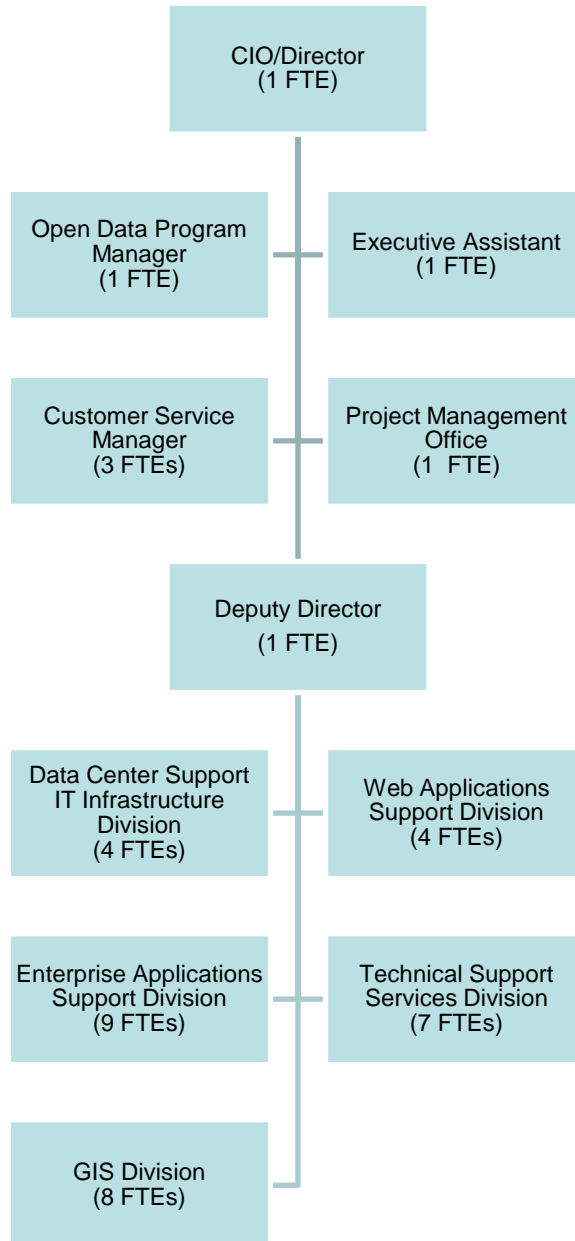 CIO/Director
(1 FTE)
Open Data Program
Manager
(1 FTE)
Executive Assistant
(1 FTE)
Customer Service
Manager
(3 FTEs)
Project Management
Office
(1  FTE)
Deputy Director
(1 FTE)
Data Center Support
IT Infrastructure
Division
(4 FTEs)
Web Applications
Support Division
(4 FTEs)
Enterprise Applications
Support Division
(9 FTEs)
Technical Support
Services Division
(7 FTEs)
GIS Division
(8 FTEs)